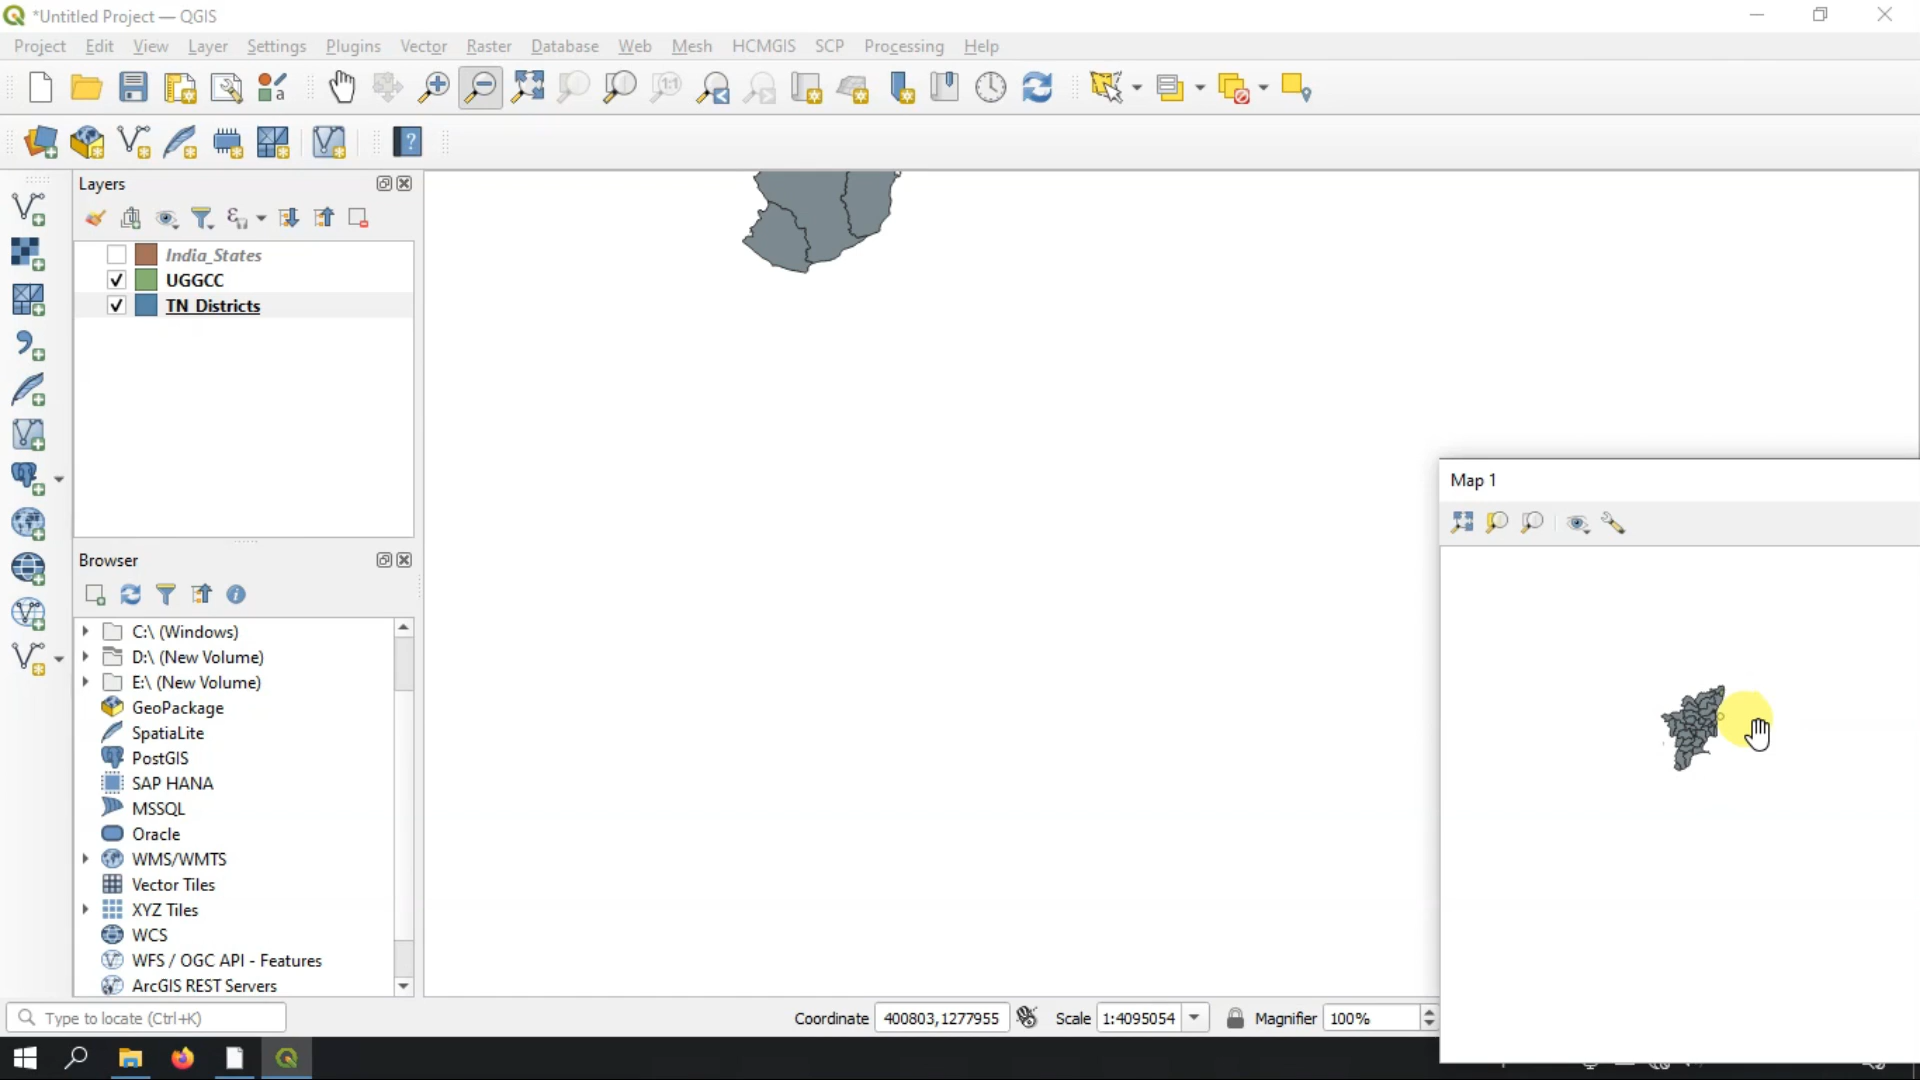 *Untitled Project — QGIS
Project Edit View Layer Settings Plugins Vector Raster Database Web Mesh HCMGIS SCP Processing Help
Layers
India_States
UGGCC
TN_Districts
Browser
C:\ (Windows)
D:\ (New Volume)
E:\ (New Volume)
GeoPackage
SpatiaLite
PostGIS
SAP HANA
MSSQL
Oracle
WMS/WMTS
Vector Tiles
XYZ Tiles
WCS
WFS / OGC API - Features
ArcGIS REST Servers
Map 1
Type to locate (Ctrl+K)
Coordinate 400803,1277955 Scale 1:4095054 Magnifier 100%